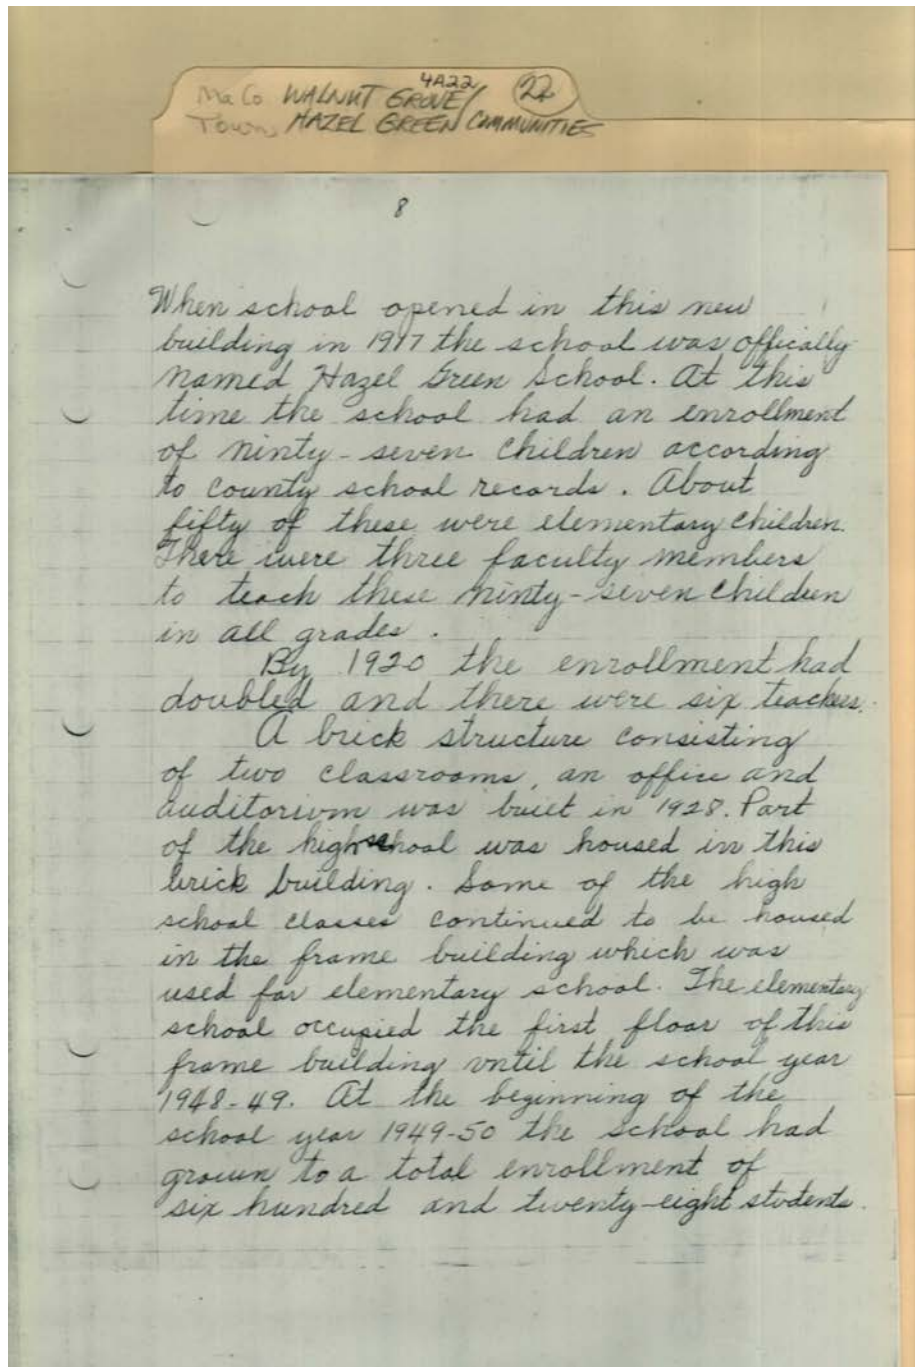 4A22
Ma Co WALNUT GROVE/ 22
Town HAZEL GREEN COMMUNITIES
8
When school opened in this new
building in 1917 the school was offically
named Hazel Green School. At this
time the school had an enrollment
of ninty-seven children according
to county school records. About
fifty of these were elementary children.
There were three faculty members
to teach these ninty-seven children
in all grades.
By 1920 the enrollment had
doubled and there were six teachers.
A brick structure consisting
of two classrooms, an office and
auditorium was built in 1928. Part
of the high school was housed in this
brick building. Some of the high
school classes continued to be housed
in the frame building which was
used for elementary school. The elementary
school occupied the first floor of this
frame building until the school year
1948-49. At the beginning of the
school year 1949-50 the school had
grown to a total enrollment of
six hundred and twenty-eight students.